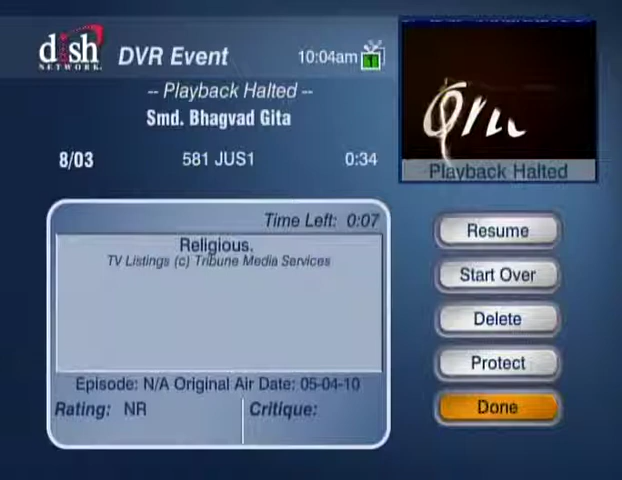 dish
NETWORK
DVR Event
10:04am
1
-- Playback Halted --
Smd. Bhagvad Gita
8/03 581 JUS1 0:34
Playback Halted
Time Left: 0:07
Religious.
TV Listings (c) Tribune Media Services
Episode: N/A Original Air Date: 05-04-10
Rating: NR Critique:
Resume
Start Over
Delete
Protect
Done